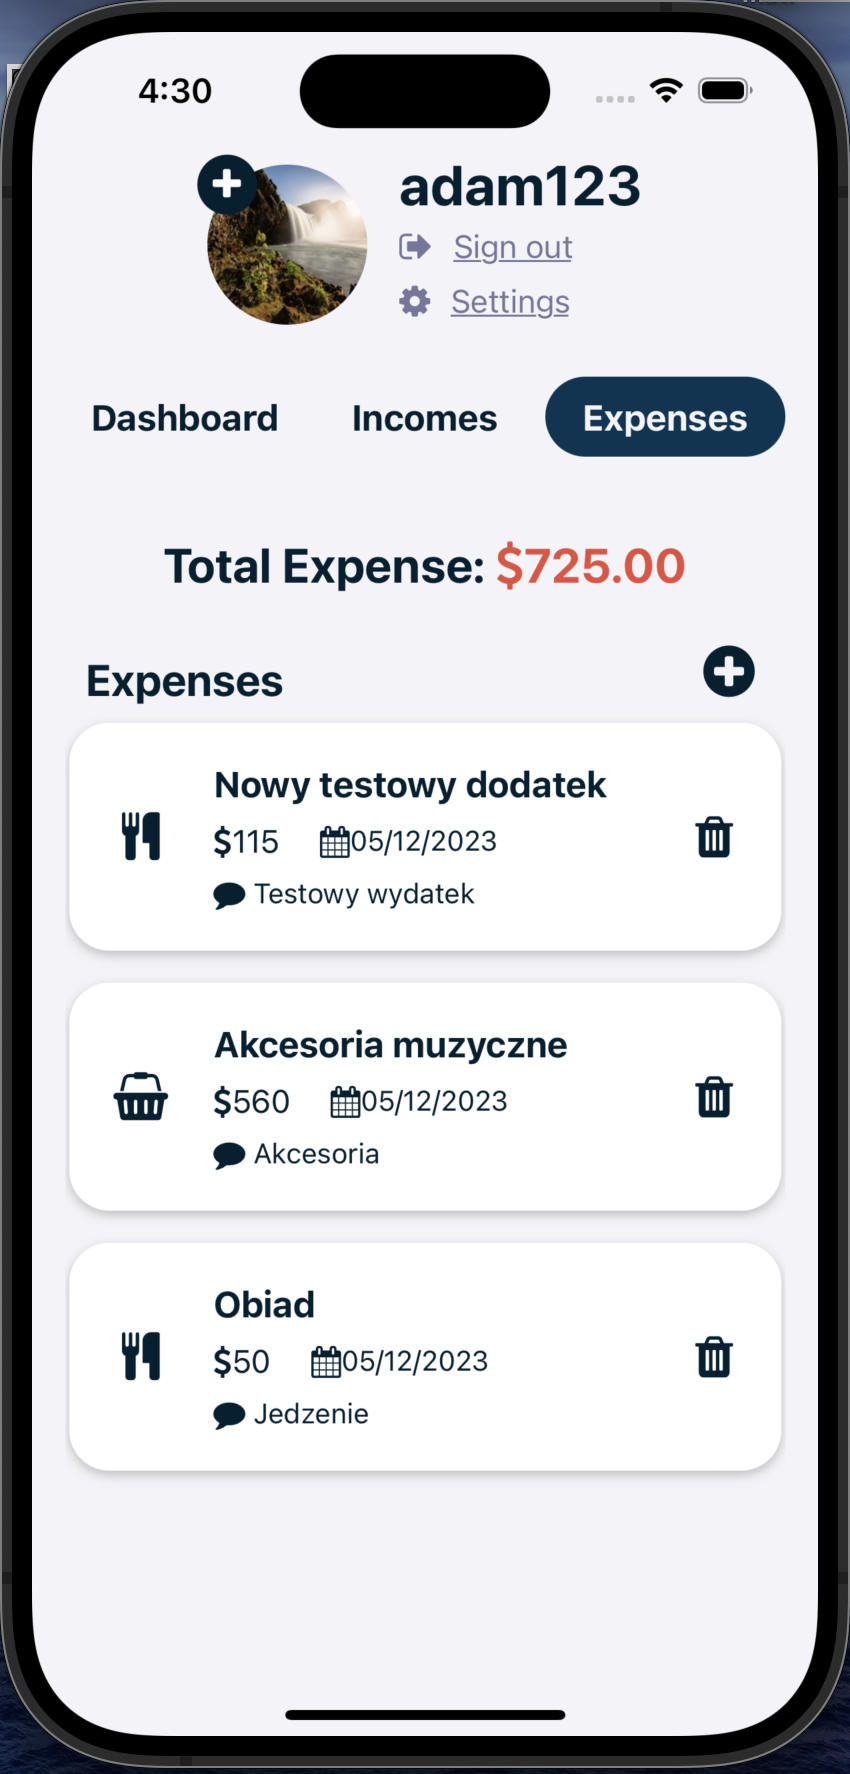 4:30
adam123
Sign out
Settings
Dashboard Incomes Expenses
Total Expense: $725.00
Expenses
Nowy testowy dodatek
$115 05/12/2023
Testowy wydatek
Akcesoria muzyczne
$560 05/12/2023
Akcesoria
Obiad
$50 05/12/2023
Jedzenie